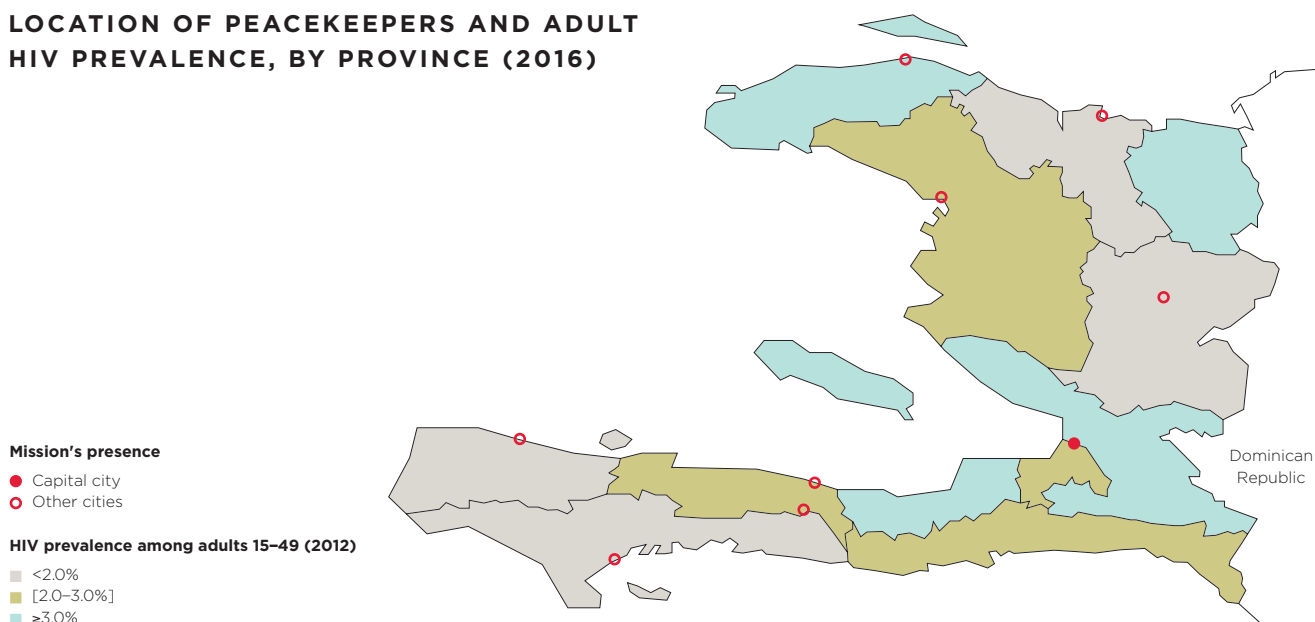 LOCATION OF PEACEKEEPERS AND ADULT
HIV PREVALENCE, BY PROVINCE (2016)
Dominican
Republic
Mission's presence
Capital city
Other cities
HIV prevalence among adults 15–49 (2012)
<2.0%
[2.0–3.0%]
≥3.0%